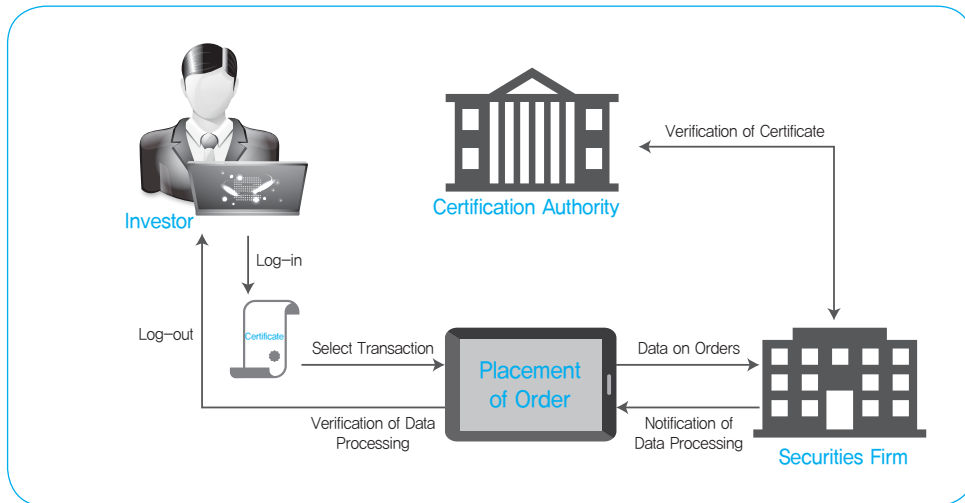 Verification of Certificate
Certification Authority
Investor
Log-in
Certificate
Log-out
Select Transaction
Placement
of Order
Data on Orders
Verification of Data
Processing
Notification of
Data Processing
Securities Firm